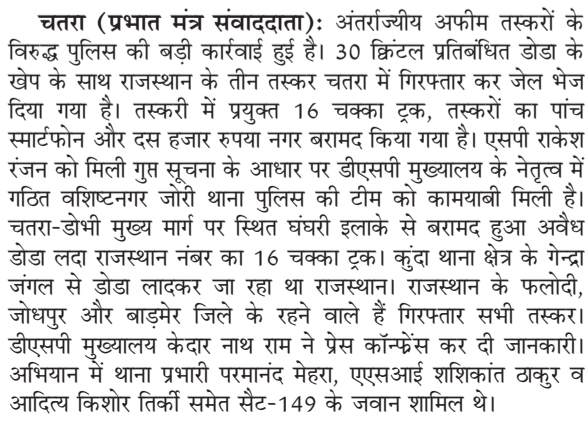 चतरा (प्रभात मंत्र संवाददाता): अंतर्राज्यीय अफीम तस्करों के
विरुद्ध पुलिस की बड़ी कार्रवाई हुई है। 30 क्विंटल प्रतिबंधित डोडा के
खेप के साथ राजस्थान के तीन तस्कर चतरा में गिरफ्तार कर जेल भेज
दिया गया है। तस्करी में प्रयुक्त 16 चक्का ट्रक, तस्करों का पांच
स्मार्टफोन और दस हजार रुपया नगर बरामद किया गया है। एसपी राकेश
रंजन को मिली गुप्त सूचना के आधार पर डीएसपी मुख्यालय के नेतृत्व में
गठित वशिष्टनगर जोरी थाना पुलिस की टीम को कामयाबी मिली है।
चतरा-डोभी मुख्य मार्ग पर स्थित घंघरी इलाके से बरामद हुआ अवैध
डोडा लदा राजस्थान नंबर का 16 चक्का ट्रक। कुंदा थाना क्षेत्र के गेन्द्रा
जंगल से डोडा लादकर जा रहा था राजस्थान। राजस्थान के फलोदी,
जोधपुर और बाड़मेर जिले के रहने वाले हैं गिरफ्तार सभी तस्कर।
डीएसपी मुख्यालय केदार नाथ राम ने प्रेस कॉन्फ्रेंस कर दी जानकारी।
अभियान में थाना प्रभारी परमानंद मेहरा, एएसआई शशिकांत ठाकुर व
आदित्य किशोर तिर्की समेत सैट-149 के जवान शामिल थे।